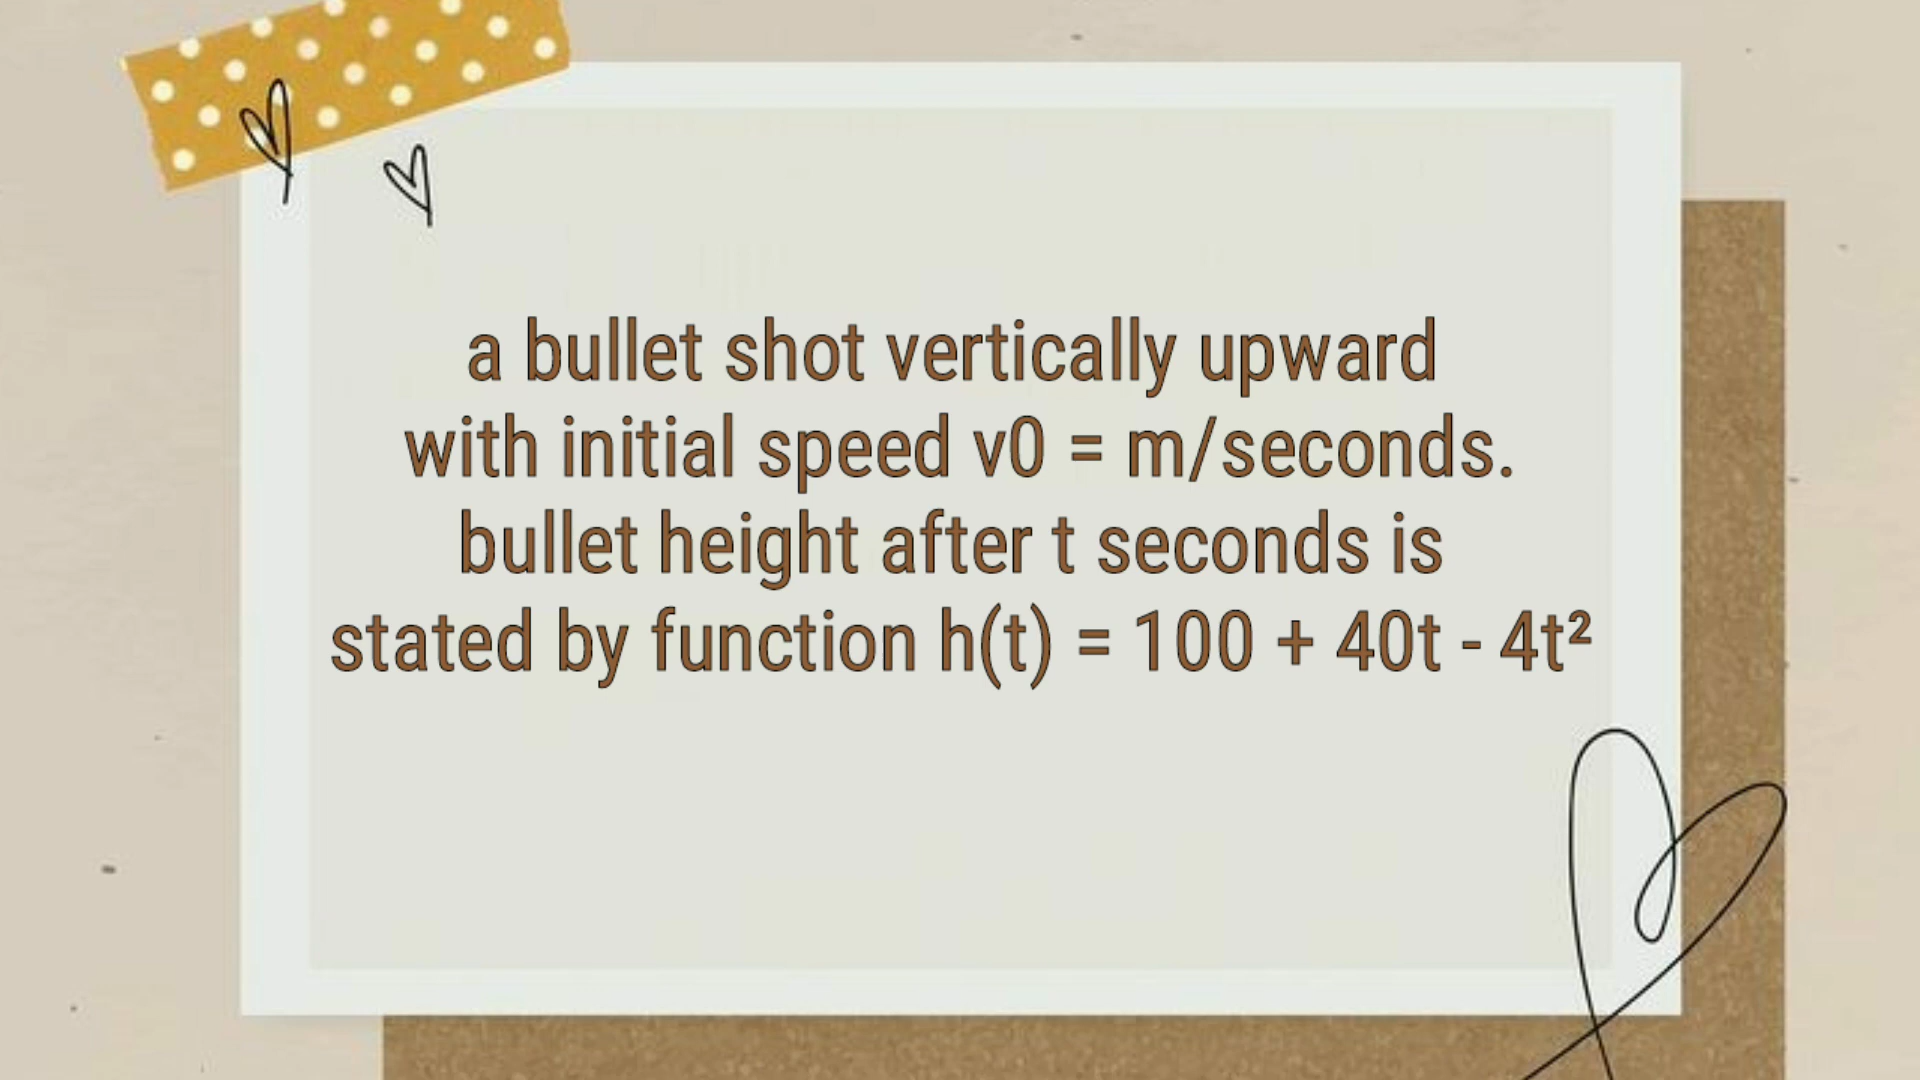 a bullet shot vertically upward
with initial speed v0 = m/seconds.
bullet height after t seconds is
stated by function h(t) = 100 + 40t - 4t²